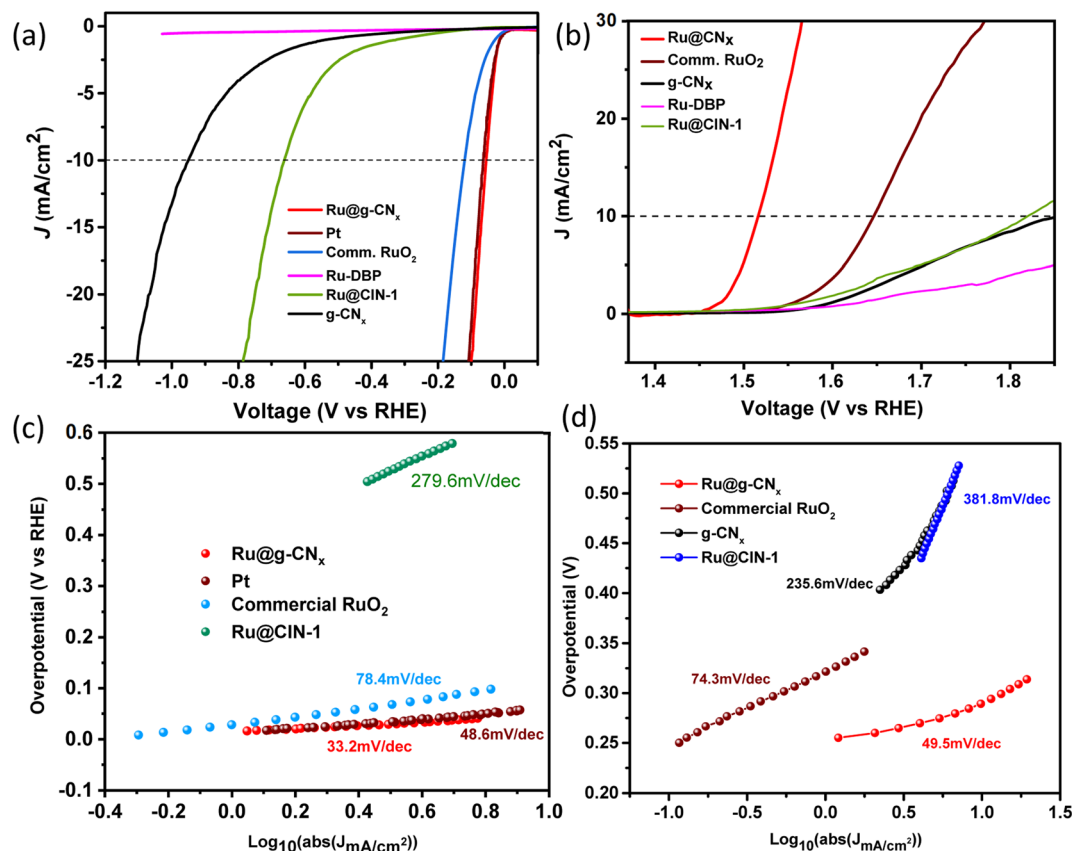 (a)
0
-5
-10
-15
-20
-25
J (mA/cm²)
Ru@g-CNₓ
Pt
Comm. RuO₂
Ru-DBP
Ru@CIN-1
g-CNₓ
-1.2 -1.0 -0.8 -0.6 -0.4 -0.2 0.0
Voltage (V vs RHE)
(b)
30
20
10
0
J (mA/cm²)
Ru@CNx
Comm. RuO₂
g-CNx
Ru-DBP
Ru@CIN-1
1.4 1.5 1.6 1.7 1.8
Voltage (V vs RHE)
(c)
0.6
0.5
0.4
0.3
0.2
0.1
0.0
-0.1
Overpotential (V vs RHE)
279.6mV/dec
Ru@g-CNₓ
Pt
Commercial RuO₂
Ru@CIN-1
78.4mV/dec
33.2mV/dec
48.6mV/dec
-0.4 -0.2 0.0 0.2 0.4 0.6 0.8 1.0
Log₁₀(abs(J mA/cm²))
(d)
0.55
0.50
0.45
0.40
0.35
0.30
0.25
0.20
Overpotential (V)
Ru@g-CNₓ
Commercial RuO₂
g-CNₓ
Ru@CIN-1
381.8mV/dec
235.6mV/dec
74.3mV/dec
49.5mV/dec
-1.0 -0.5 0.0 0.5 1.0 1.5
Log₁₀(abs(J mA/cm²))